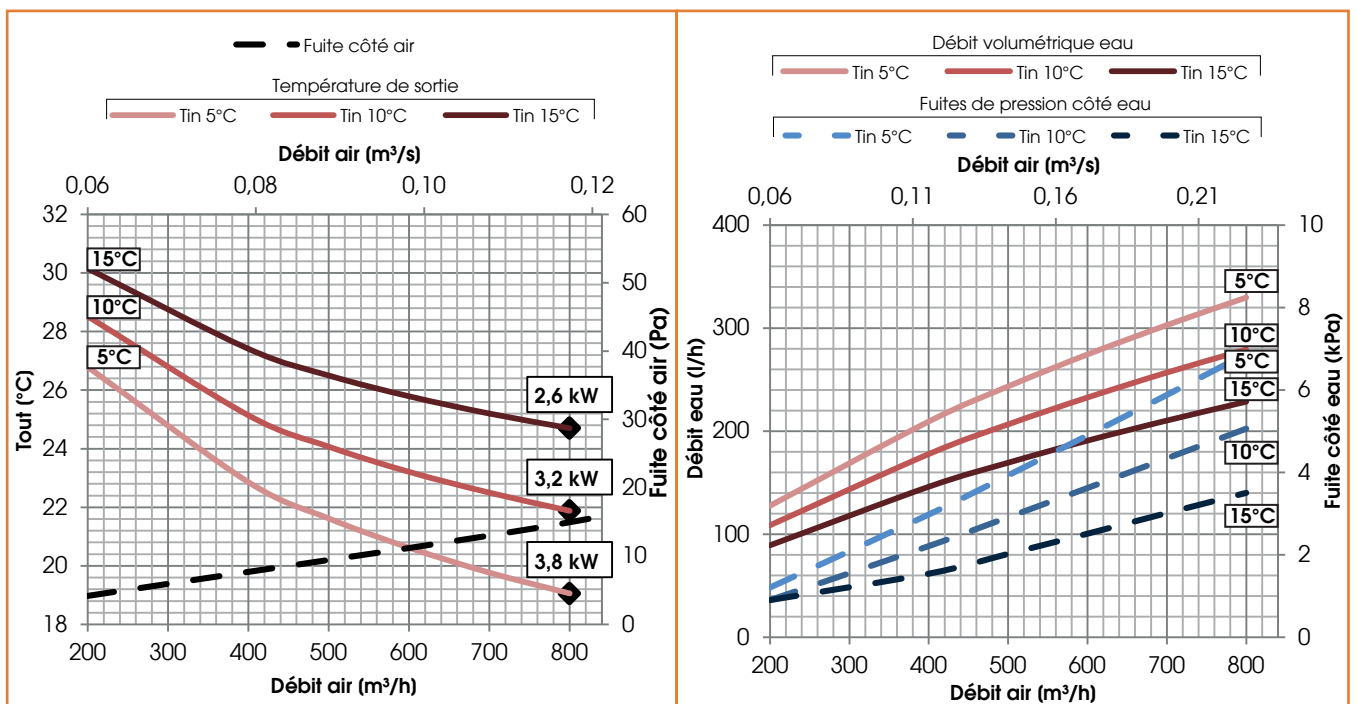 Fuite côté air
Température de sortie
Tin 5°C Tin 10°C Tin 15°C
Débit air (m³/s)
0,06 0,08 0,10 0,12
32 60
30 50
28 40
26 30
24 20
22 10
20 0
18
15°C
10°C
5°C
2,6 kW
3,2 kW
3,8 kW
Tout (°C)
Fuite côté air (Pa)
200 300 400 500 600 700 800
Débit air (m³/h)
Débit volumétrique eau
Tin 5°C Tin 10°C Tin 15°C
Fuites de pression côté eau
Tin 5°C Tin 10°C Tin 15°C
Débit air (m³/s)
0,06 0,11 0,16 0,21
400 10
300 8
200 6
100 4
0 2
0
5°C
10°C
5°C
15°C
10°C
15°C
Débit eau (l/h)
Fuite côté eau (kPa)
200 300 400 500 600 700 800
Débit air (m³/h)